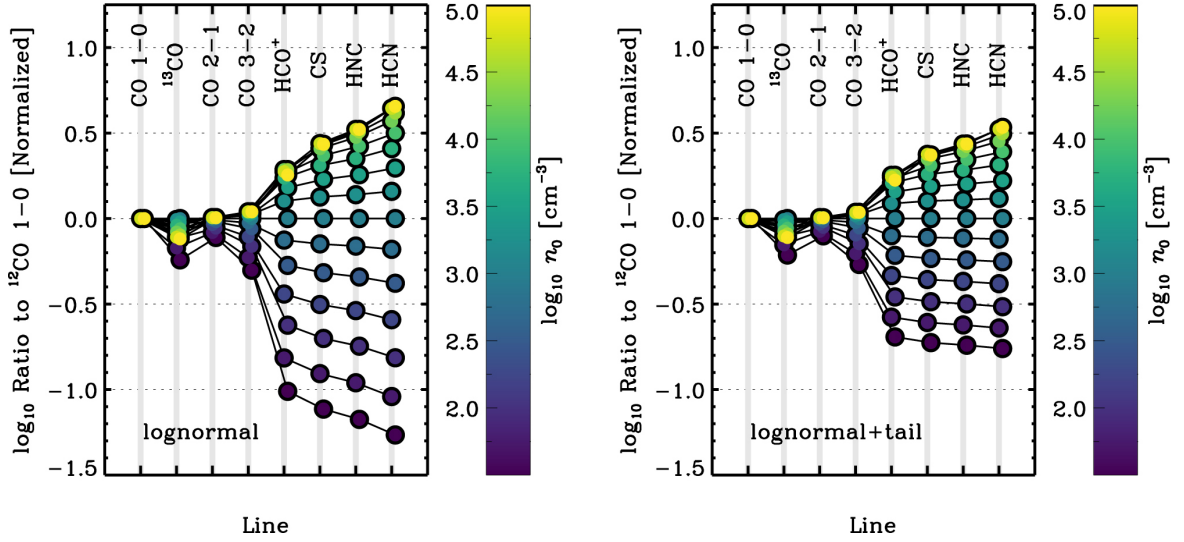 log₁₀ Ratio to ¹²CO 1−0 [Normalized]
1.0
0.5
0.0
−0.5
−1.0
−1.5
CO 1−0
¹³CO
CO 2−1
CO 3−2
HCO⁺
CS
HNC
HCN
lognormal
Line
5.0
4.5
4.0
3.5
3.0
2.5
2.0
log₁₀ n₀ [cm⁻³]
log₁₀ Ratio to ¹²CO 1−0 [Normalized]
1.0
0.5
0.0
−0.5
−1.0
−1.5
CO 1−0
¹³CO
CO 2−1
CO 3−2
HCO⁺
CS
HNC
HCN
lognormal+tail
Line
5.0
4.5
4.0
3.5
3.0
2.5
2.0
log₁₀ n₀ [cm⁻³]